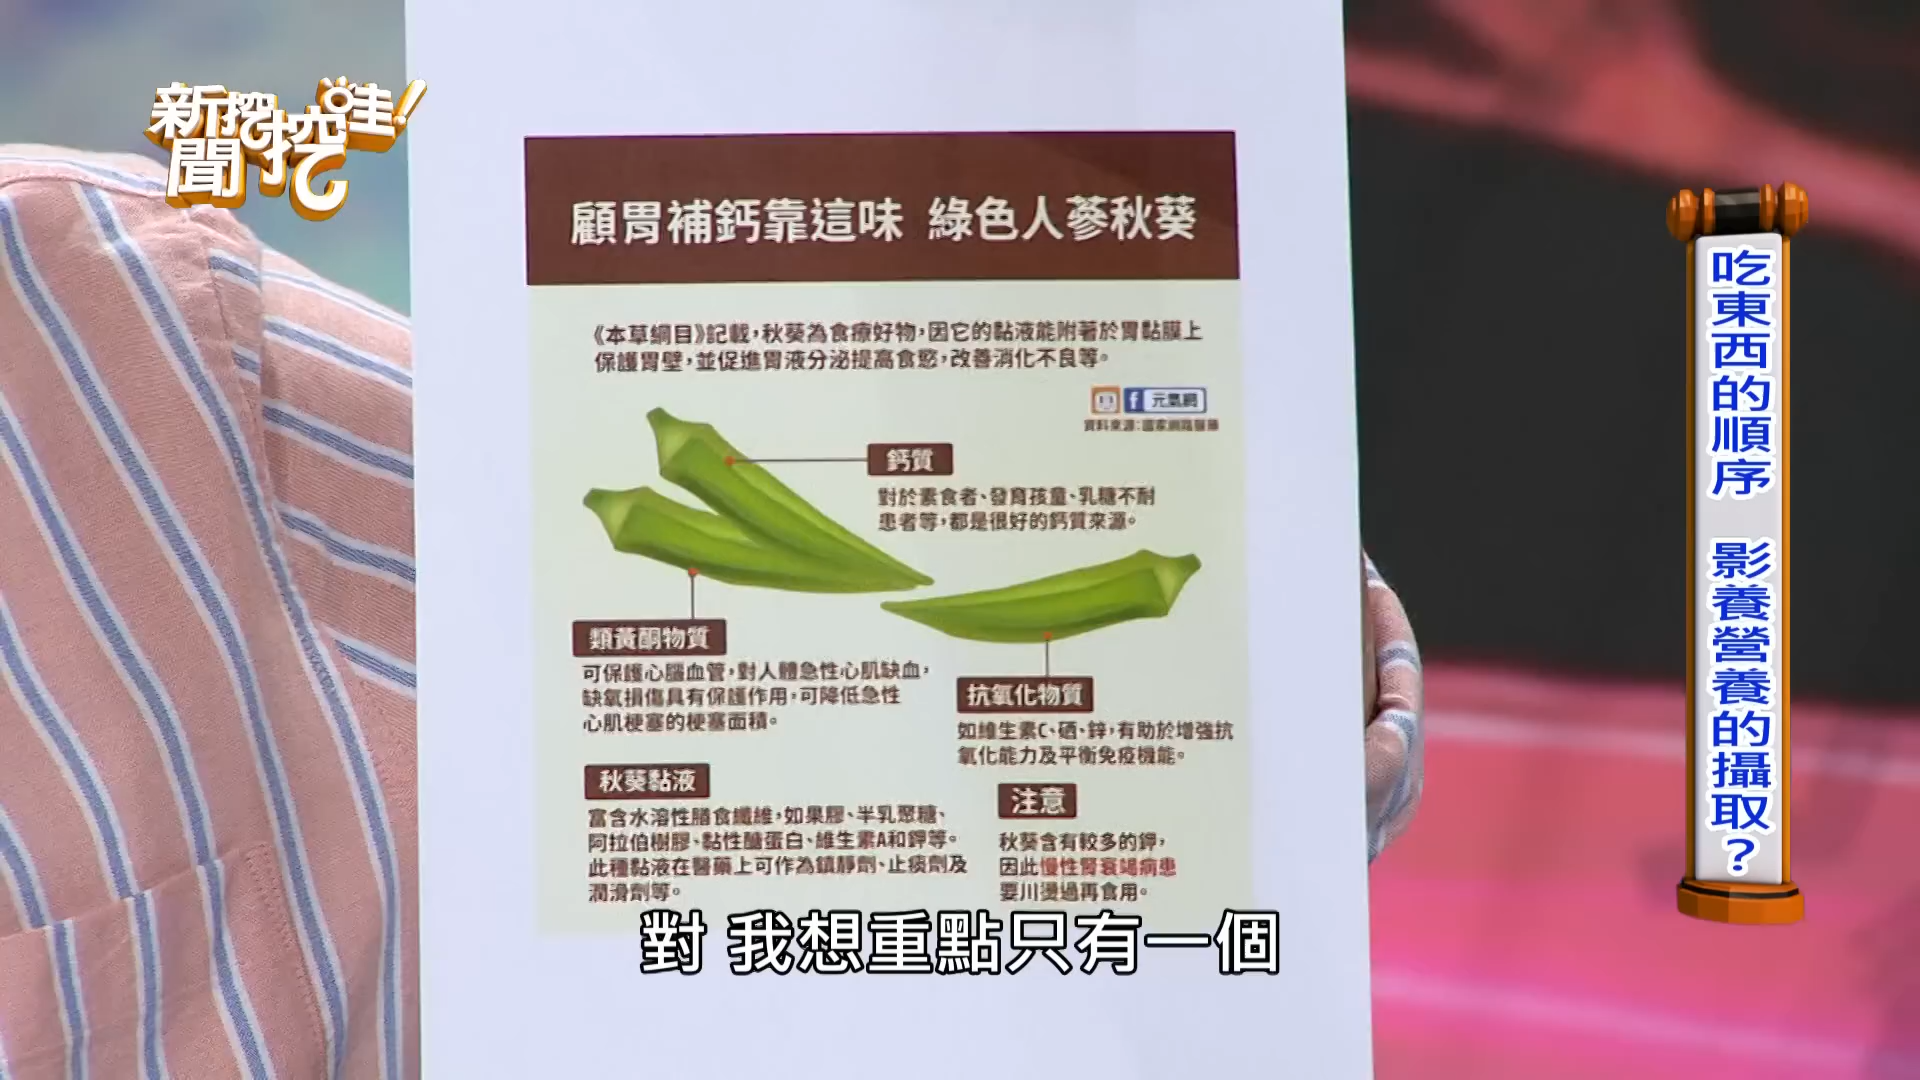 新聞挖挖哇!
顧胃補鈣靠這味 綠色人蔘秋葵
《本草綱目》記載,秋葵為食療好物,因它的黏液能附著於胃黏膜上
保護胃壁,並促進胃液分泌提高食慾,改善消化不良等。
f 元氣網
資料來源:國家網路醫藥
鈣質
對於素食者、發育孩童、乳糖不耐
患者等,都是很好的鈣質來源。
類黃酮物質
可保護心腦血管,對人體急性心肌缺血,
缺氧損傷具有保護作用,可降低急性
心肌梗塞的梗塞面積。
抗氧化物質
如維生素C、硒、鋅,有助於增強抗
氧化能力及平衡免疫機能。
秋葵黏液
富含水溶性膳食纖維,如果膠、半乳聚糖、
阿拉伯樹膠、黏性醣蛋白、維生素A和鉀等。
此種黏液在醫藥上可作為鎮靜劑、止痰劑及
潤滑劑等。
注意
秋葵含有較多的鉀,
因此慢性腎衰竭病患
要川燙過再食用。
對 我想重點只有一個
吃東西的順序 影養營養的攝取?